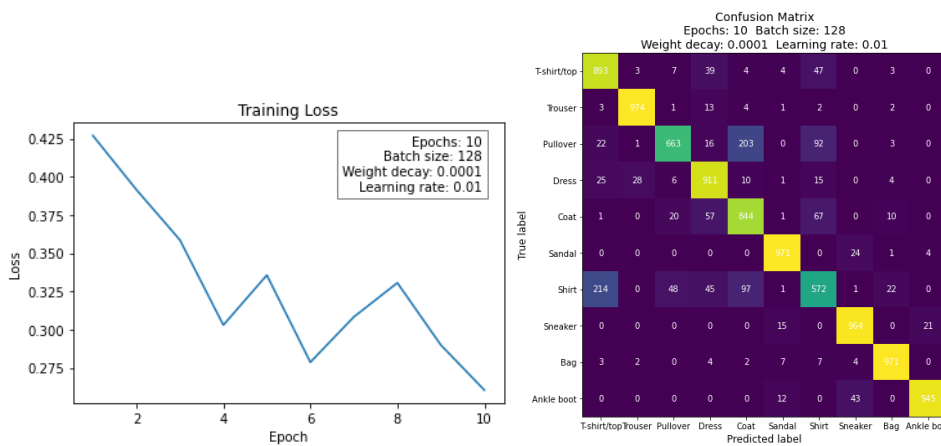 Training Loss
Epochs: 10
Batch size: 128
Weight decay: 0.0001
Learning rate: 0.01
0.425
0.400
0.375
0.350
0.325
0.300
0.275
Loss
2 4 6 8 10
Epoch
Confusion Matrix
Epochs: 10 Batch size: 128
Weight decay: 0.0001 Learning rate: 0.01
True label
T-shirt/top 893 3 7 39 4 4 47 0 3 0
Trouser 3 974 1 13 4 1 2 0 2 0
Pullover 22 1 663 16 203 0 92 0 3 0
Dress 25 28 6 911 10 1 15 0 4 0
Coat 1 0 20 57 844 1 67 0 10 0
Sandal 0 0 0 0 0 971 0 24 1 4
Shirt 214 0 48 45 97 1 572 1 22 0
Sneaker 0 0 0 0 0 15 0 964 0 21
Bag 3 2 0 4 2 7 7 4 971 0
Ankle boot 0 0 0 0 0 12 0 43 0 945
T-shirt/top Trouser Pullover Dress Coat Sandal Shirt Sneaker Bag Ankle bo
Predicted label